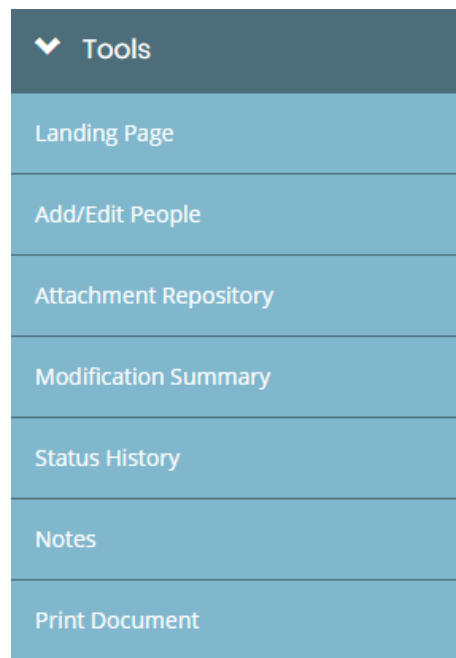 Tools
Landing Page
Add/Edit People
Attachment Repository
Modification Summary
Status History
Notes
Print Document